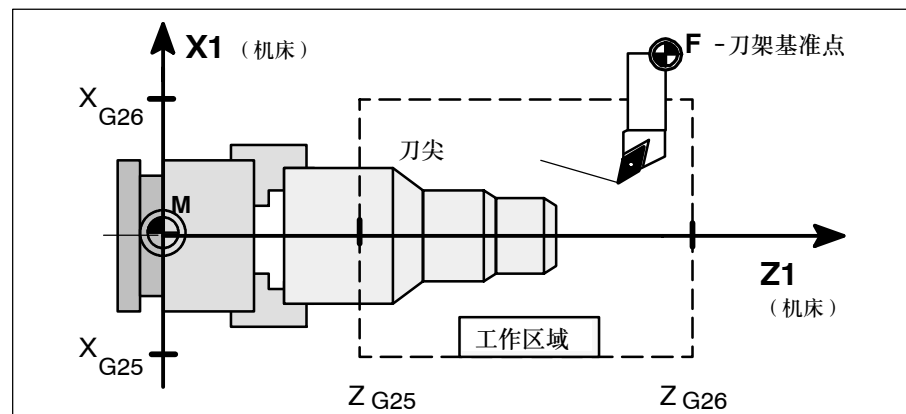 X1 （机床）
F -刀架基准点
X G26
刀尖
M
Z1
（机床）
工作区域
X G25
Z G25
Z G26